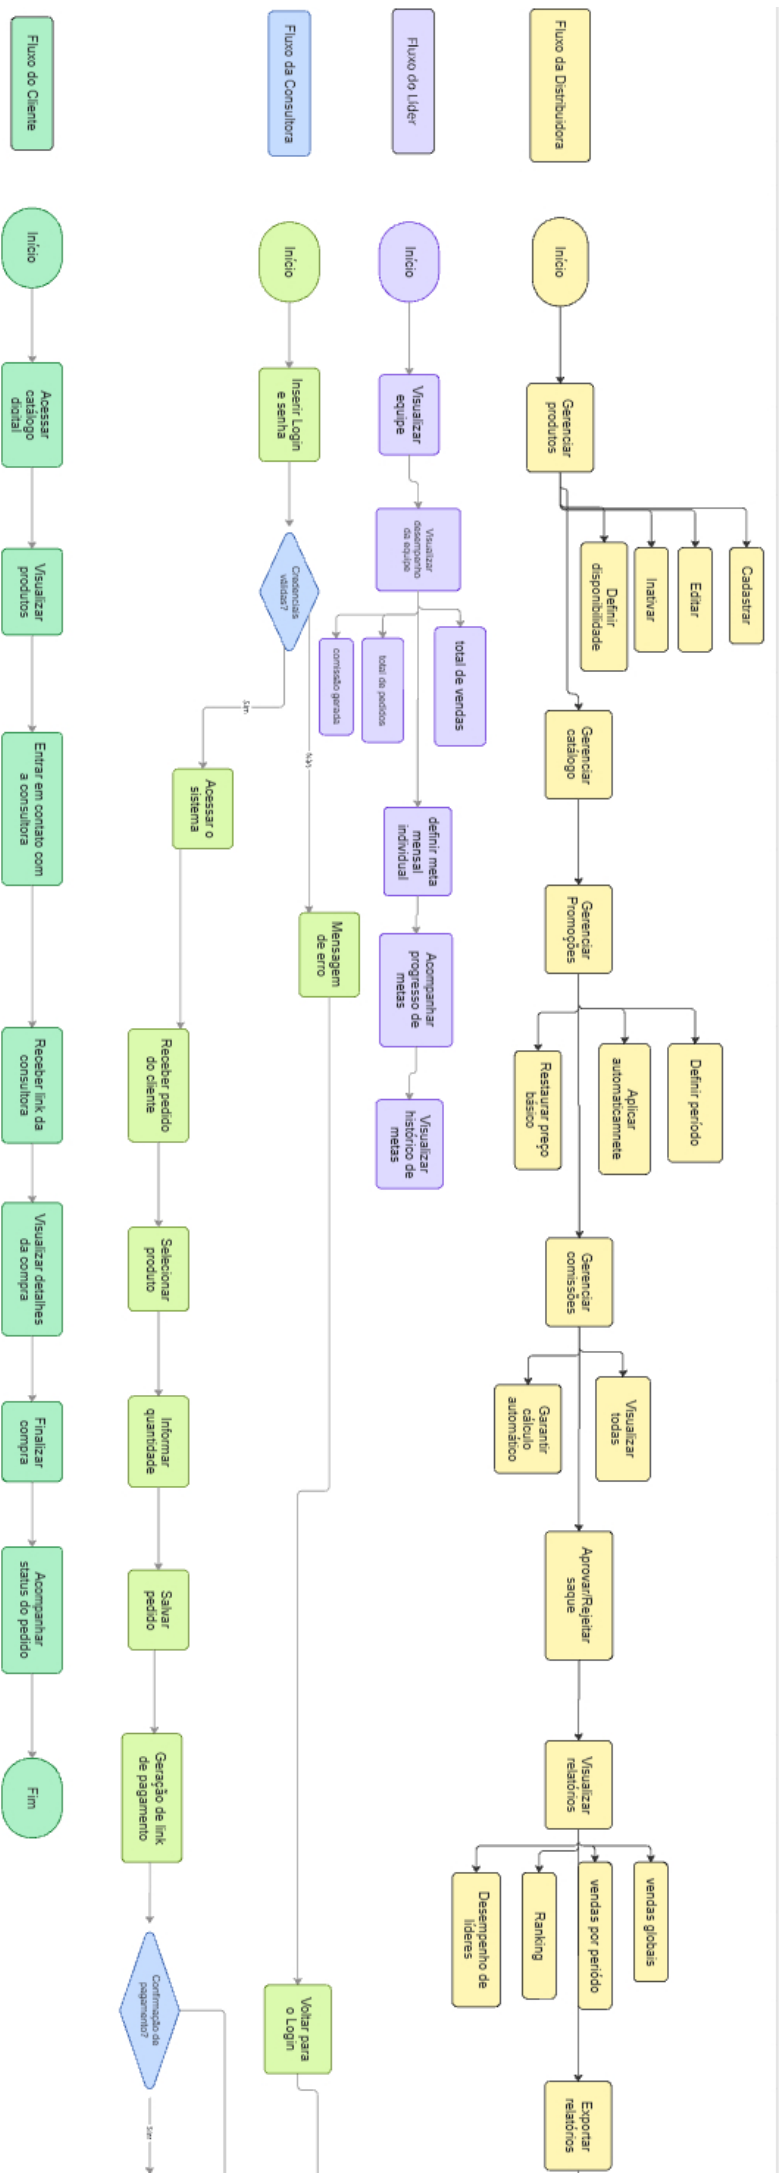 Fluxo da Distribuidora
Início
Gerenciar
produtos
Cadastrar
Editar
Inativar
Definir
disponibilidade
Gerenciar
catálogo
Gerenciar
Promoções
Definir período
Aplicar
automaticamnete
Restaurar preço
básico
Gerenciar
comissões
Visualizar
todas
Garantir
cálculo
automático
Aprovar/Rejeitar
saque
Visualizar
relatórios
vendas globais
vendas por periódo
Ranking
Desempenho de
líderes
Exportar
relatórios
Fluxo do Líder
Início
Visualizar
equipe
Visualizar
desempenho
da equipe
total de vendas
total de pedidos
comissão gerada
definir meta
mensal
individual
Acompanhar
progresso de
metas
Visualizar
histórico de
metas
Fluxo da Consultora
Início
Inserir Login
e senha
Credenciais
válidas?
Não
Mensagem
de erro
Voltar para
o Login
Sim
Acessar o
sistema
Receber pedido
do cliente
Selecionar
produto
Informar
quantidade
Salvar
pedido
Geração de link
de pagamento
Confirmação de
pagamento?
Sim
Fluxo do Cliente
Início
Acessar
catálogo
digital
Visualizar
produtos
Entrar em contato com
a consultora
Receber link da
consultora
Visualizar detalhes
da compra
Finalizar
compra
Acompanhar
status do pedido
Fim